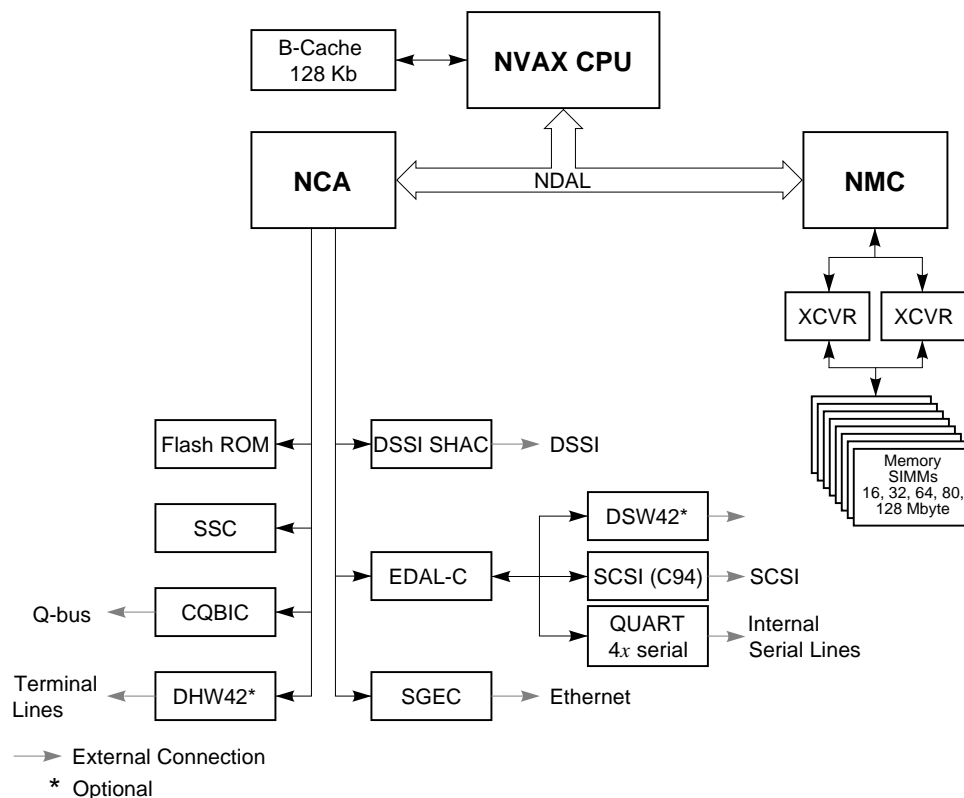 B-Cache
128 Kb
NVAX CPU
NCA
NDAL
NMC
XCVR
XCVR
Memory
SIMMs
16, 32, 64, 80,
128 Mbyte
Flash ROM
DSSI SHAC
DSSI
SSC
DSW42*
EDAL-C
SCSI (C94)
SCSI
Q-bus
CQBIC
QUART
4x serial
Internal
Serial Lines
Terminal
Lines
DHW42*
SGEC
Ethernet
External Connection
* Optional